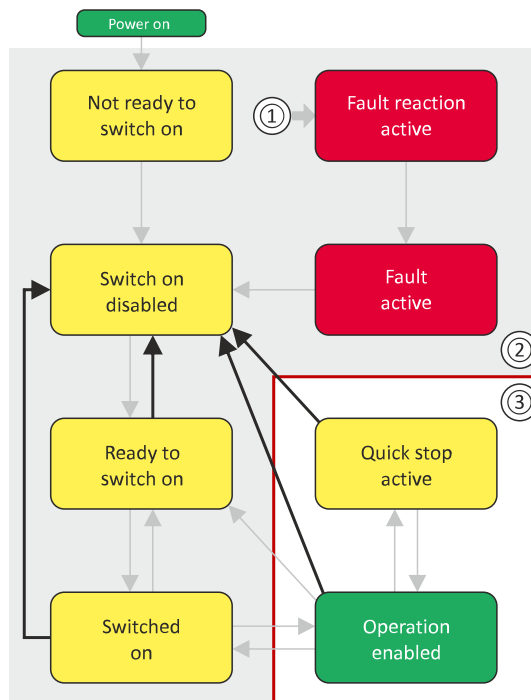 Power on
Not ready to
switch on
①
Fault reaction
active
Switch on
disabled
Fault
active
②
③
Ready to
switch on
Quick stop
active
Switched
on
Operation
enabled